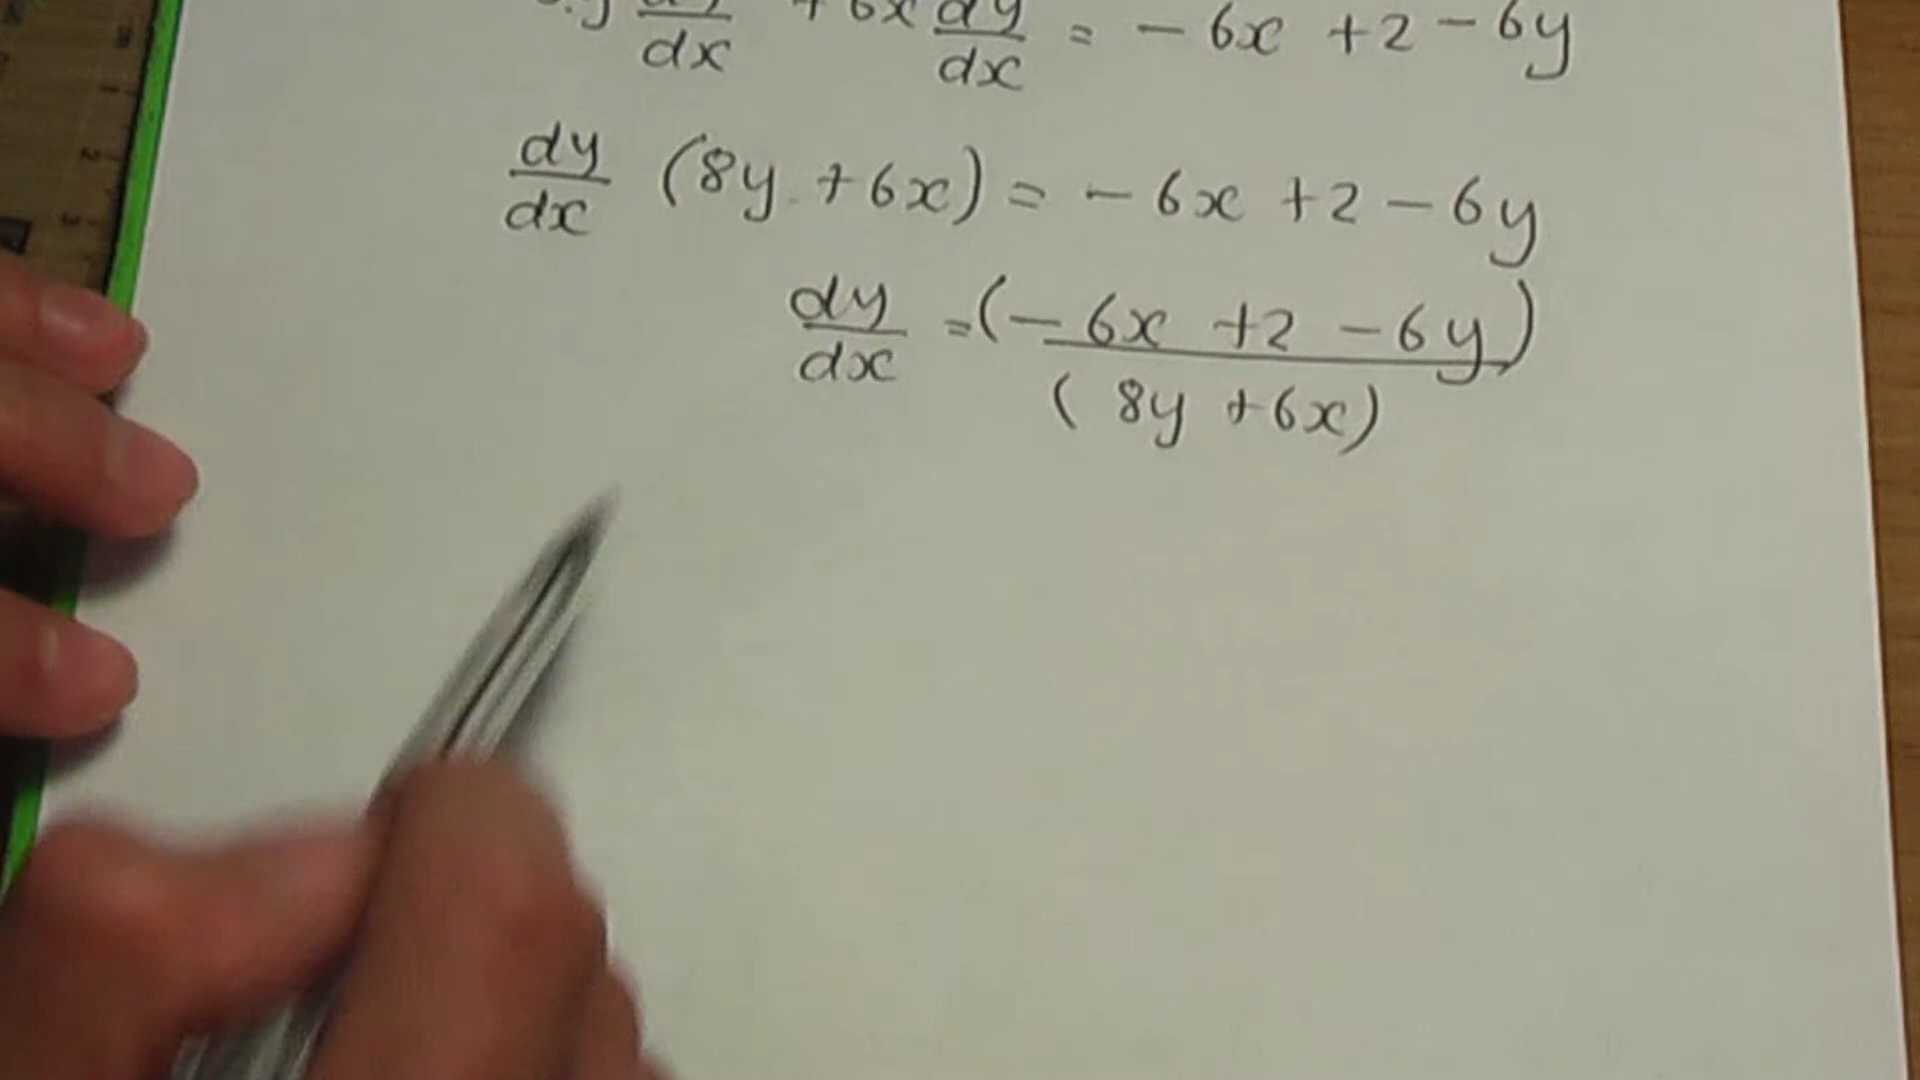 dy/dx + 6x dy/dx = -6x +2 -6y
dy/dx (8y + 6x) = -6x +2 -6y
dy/dx = (-6x +2 -6y)/(8y +6x)